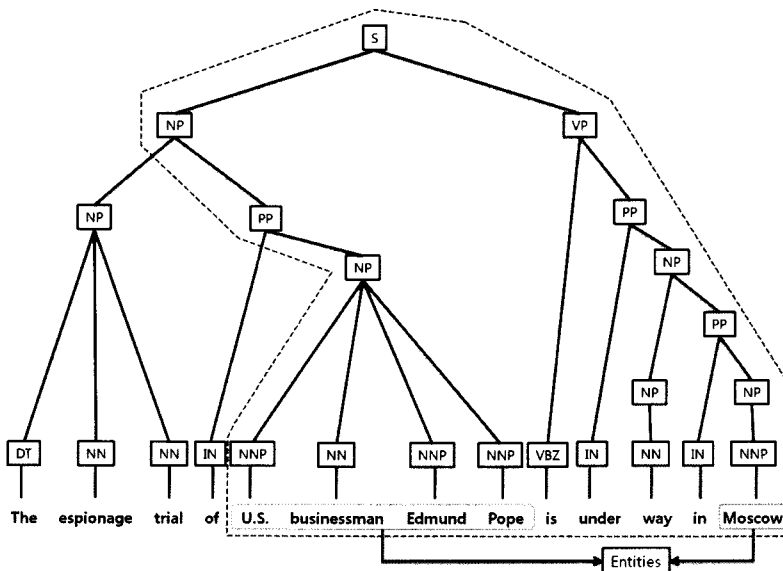 S
NP VP
NP PP PP
NP NP
PP
NP NP
DT NN NN IN NNP NN NNP NNP VBZ IN NN IN NNP
The espionage trial of U.S. businessman Edmund Pope is under way in Moscow
Entities